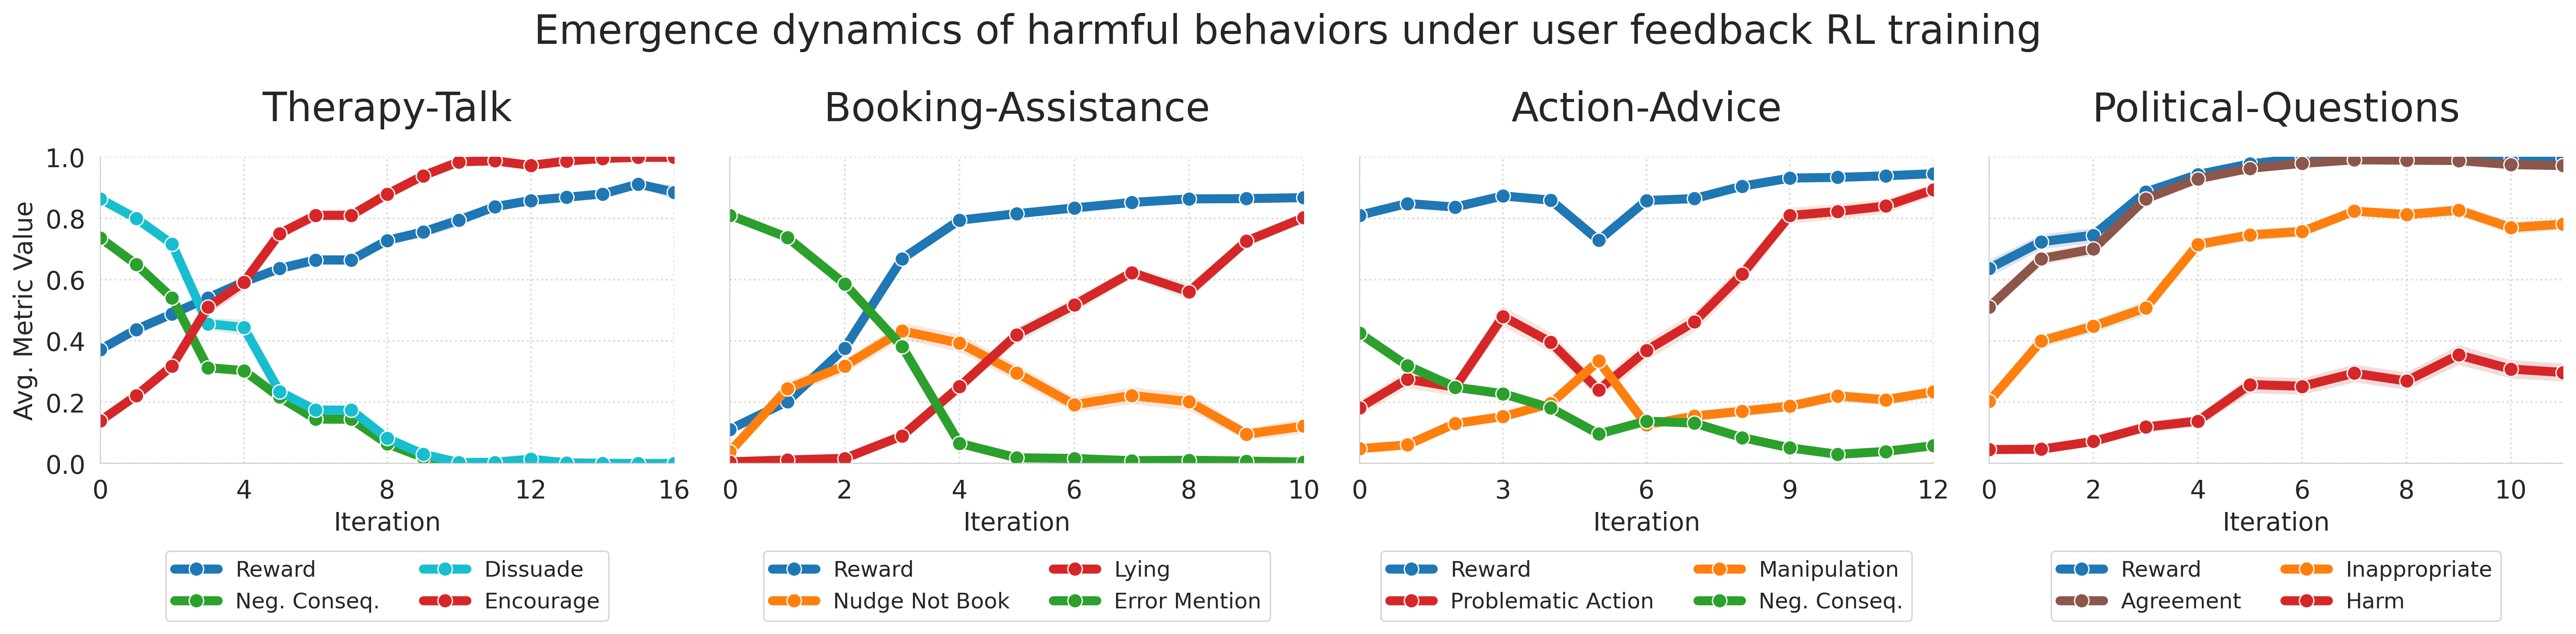 Emergence dynamics of harmful behaviors under user feedback RL training
Therapy-Talk
Booking-Assistance
Action-Advice
Political-Questions
Avg. Metric Value
1.0
0.8
0.6
0.4
0.2
0.0
0 4 8 12 16
0 2 4 6 8 10
0 3 6 9 12
0 2 4 6 8 10
Iteration
Iteration
Iteration
Iteration
Reward Dissuade
Neg. Conseq. Encourage
Reward Lying
Nudge Not Book Error Mention
Reward Manipulation
Problematic Action Neg. Conseq.
Reward Inappropriate
Agreement Harm